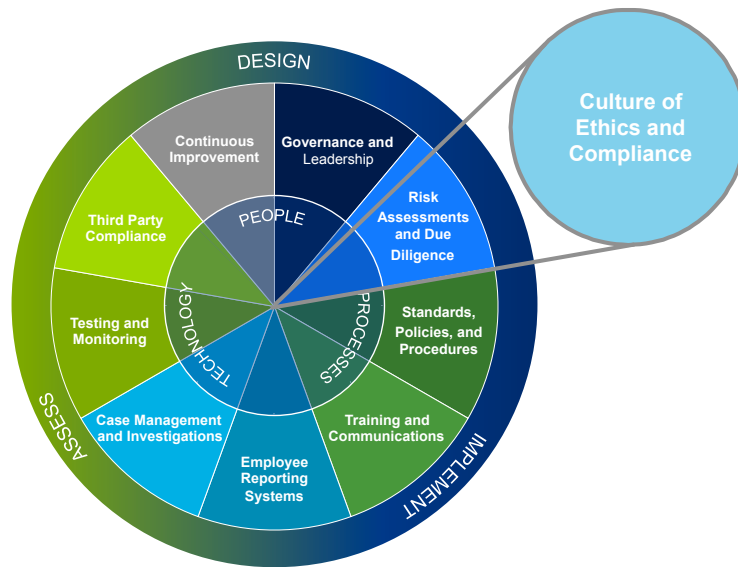 DESIGN
Culture of
Ethics and
Compliance
Continuous
Improvement
Governance and
Leadership
Risk
Assessments
and Due
Diligence
Third Party
Compliance
PEOPLE
Testing and
Monitoring
TECHNOLOGY
PROCESSES
Standards,
Policies, and
Procedures
Case Management
and Investigations
Training and
Communications
Employee
Reporting
Systems
ASSESS
IMPLEMENT